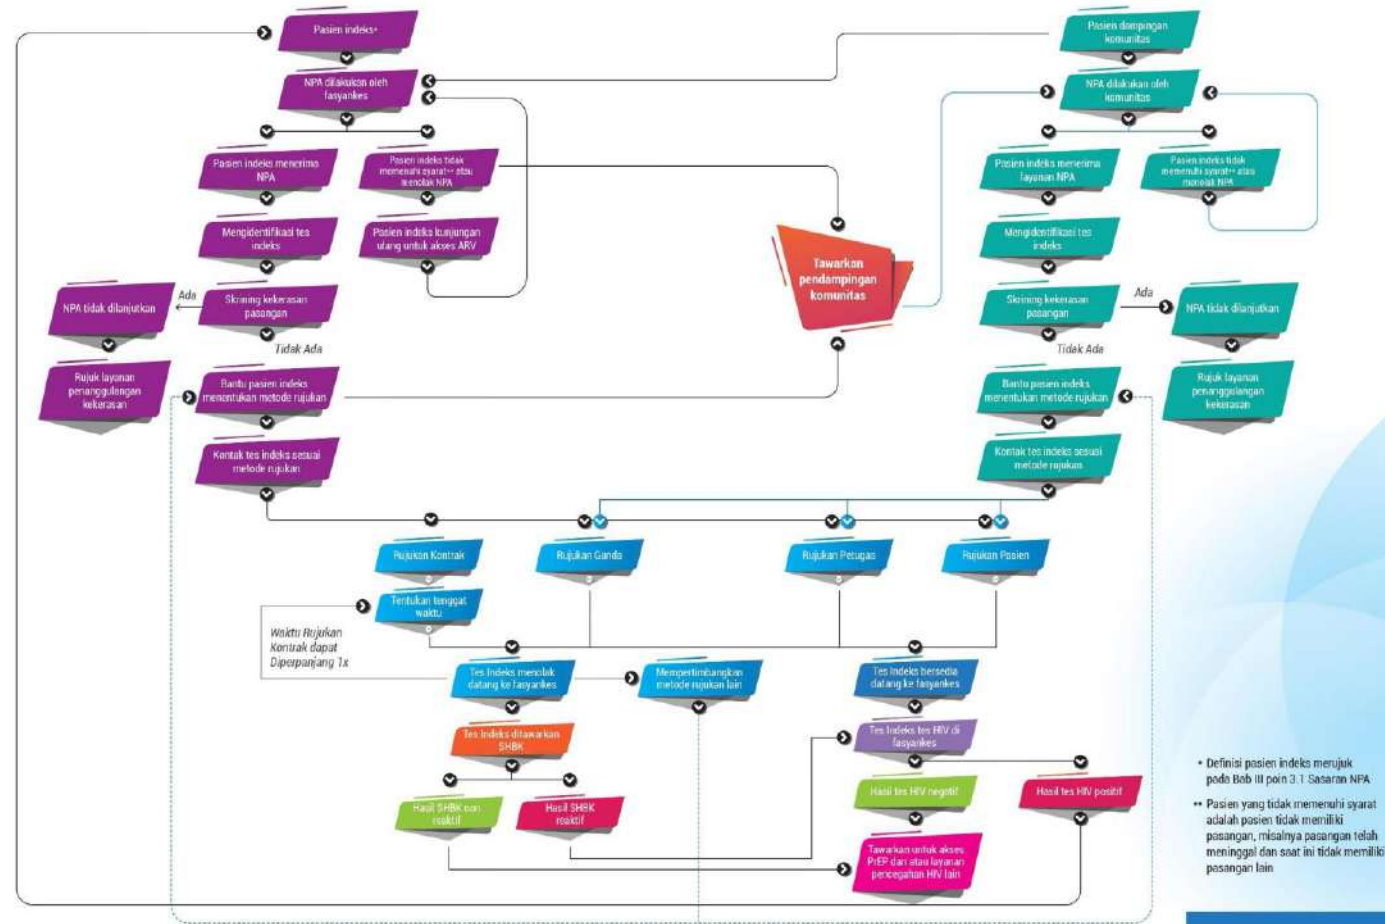 Pasien indeks*
NPA dilakukan oleh
fasyankes
Pasien indeks menerima
NPA
Pasien indeks tidak
memenuhi syarat** atau
menolak NPA
Mengidentifikasi tes
indeks
Pasien indeks kunjungan
ulang untuk akses ARV
NPA tidak dilanjutkan
Ada
Skrining kekerasan
pasangan
Tidak Ada
Rujuk layanan
penanggulangan
kekerasan
Bantu pasien indeks
menentukan metode rujukan
Kontak tes indeks sesuai
metode rujukan
Tawarkan
pendampingan
komunitas
Pasien dampingan
komunitas
NPA dilakukan oleh
komunitas
Pasien indeks menerima
layanan NPA
Pasien indeks tidak
memenuhi syarat** atau
menolak NPA
Mengidentifikasi tes
indeks
Skrining kekerasan
pasangan
Ada
NPA tidak dilanjutkan
Tidak Ada
Bantu pasien indeks
menentukan metode rujukan
Rujuk layanan
penanggulangan
kekerasan
Kontak tes indeks sesuai
metode rujukan
Rujukan Kontrak
Rujukan Ganda
Rujukan Petugas
Rujukan Pasien
Tentukan tenggat
waktu
Waktu Rujukan
Kontrak dapat
Diperpanjang 1x
Tes Indeks menolak
datang ke fasyankes
Mempertimbangkan
metode rujukan lain
Tes Indeks bersedia
datang ke fasyankes
Tes Indeks ditawarkan
SHBK
Tes Indeks tes HIV di
fasyankes
Hasil SHBK non
reaktif
Hasil SHBK
reaktif
Hasil tes HIV negatif
Hasil tes HIV positif
Tawarkan untuk akses
PrEP dan atau layanan
pencegahan HIV lain
* Definisi pasien indeks merujuk
pada Bab III poin 3.1 Sasaran NPA
** Pasien yang tidak memenuhi syarat
adalah pasien tidak memiliki
pasangan, misalnya pasangan telah
meninggal dan saat ini tidak memiliki
pasangan lain